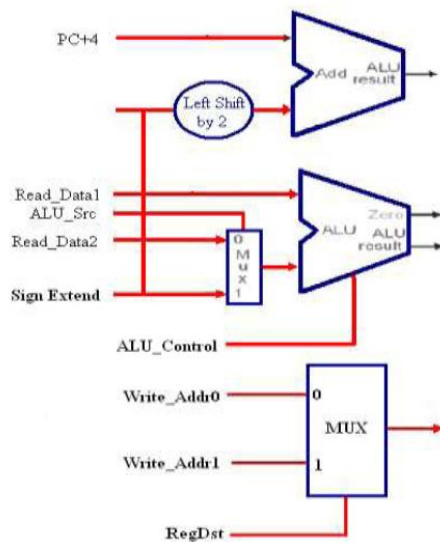 PC+4
Add
ALU
result
Left Shift
by 2
Read_Data1
ALU_Src
Read_Data2
0
M
u
x
1
Sign Extend
ALU
Zero
ALU
result
ALU_Control
Write_Addr0
0
MUX
Write_Addr1
1
RegDst